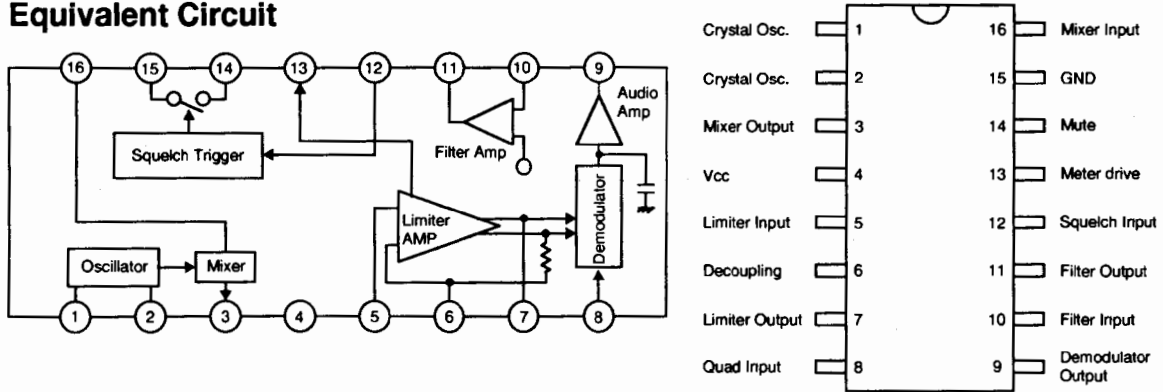 Equivalent Circuit
16 15 14 13 12 11 10 9
Audio
Amp
Filter Amp
Squelch Trigger
Limiter
AMP
Demodulator
Oscillator
Mixer
1 2 3 4 5 6 7 8
Crystal Osc. 1 16 Mixer Input
Crystal Osc. 2 15 GND
Mixer Output 3 14 Mute
Vcc 4 13 Meter drive
Limiter Input 5 12 Squelch Input
Decoupling 6 11 Filter Output
Limiter Output 7 10 Filter Input
Quad Input 8 9 Demodulator
Output